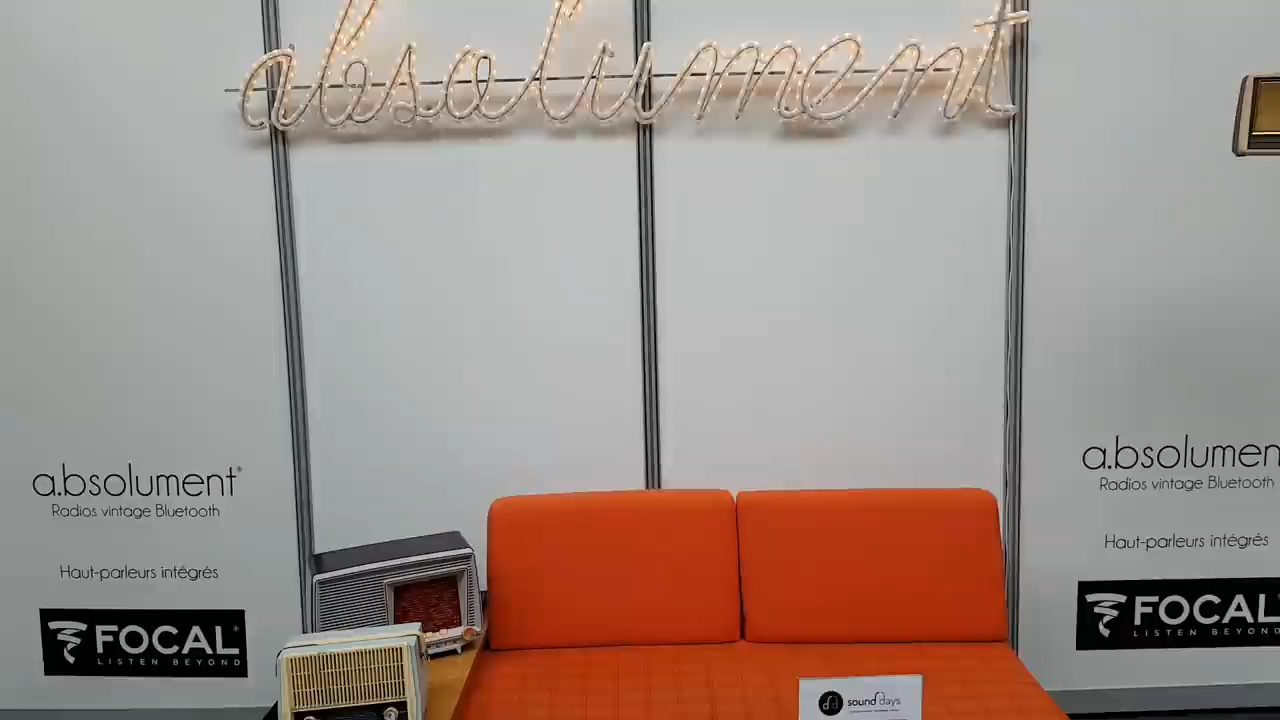 absolument
a.bsolument®
Radios vintage Bluetooth
Haut-parleurs intégrés
FOCAL®
LISTEN BEYOND
a.bsolumen
Radios vintage Bluetooth
Haut-parleurs intégrés
FOCAL
LISTEN BEYOND
sound days